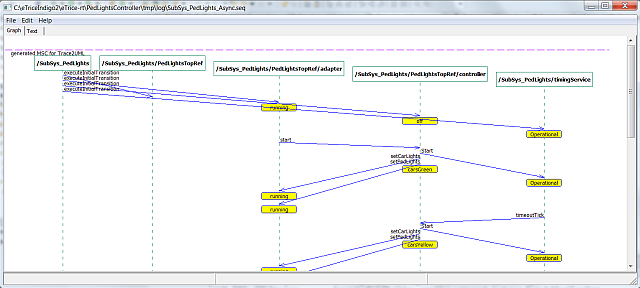 C:\eTriceIndigo2\eTrice-rt\PedLightsController\tmp\log\SubSys_PedLights_Async.seq
File Edit Help
Graph Text
generated MSC for Trace2UML
/SubSys_PedLights
/SubSys_PedLights/PedLightsTopRef
/SubSys_PedLights/PedLightsTopRef/adapter
/SubSys_PedLights/PedLightsTopRef/controller
/SubSys_PedLights/timingService
executeInitialTransition
executeInitialTransition
executeInitialTransition
executeInitialTransition
running
off
Operational
start
start
setCarLights
setPedLights
carsGreen
Operational
running
running
timeoutTick
start
setCarLights
setPedLights
carsYellow
Operational
running